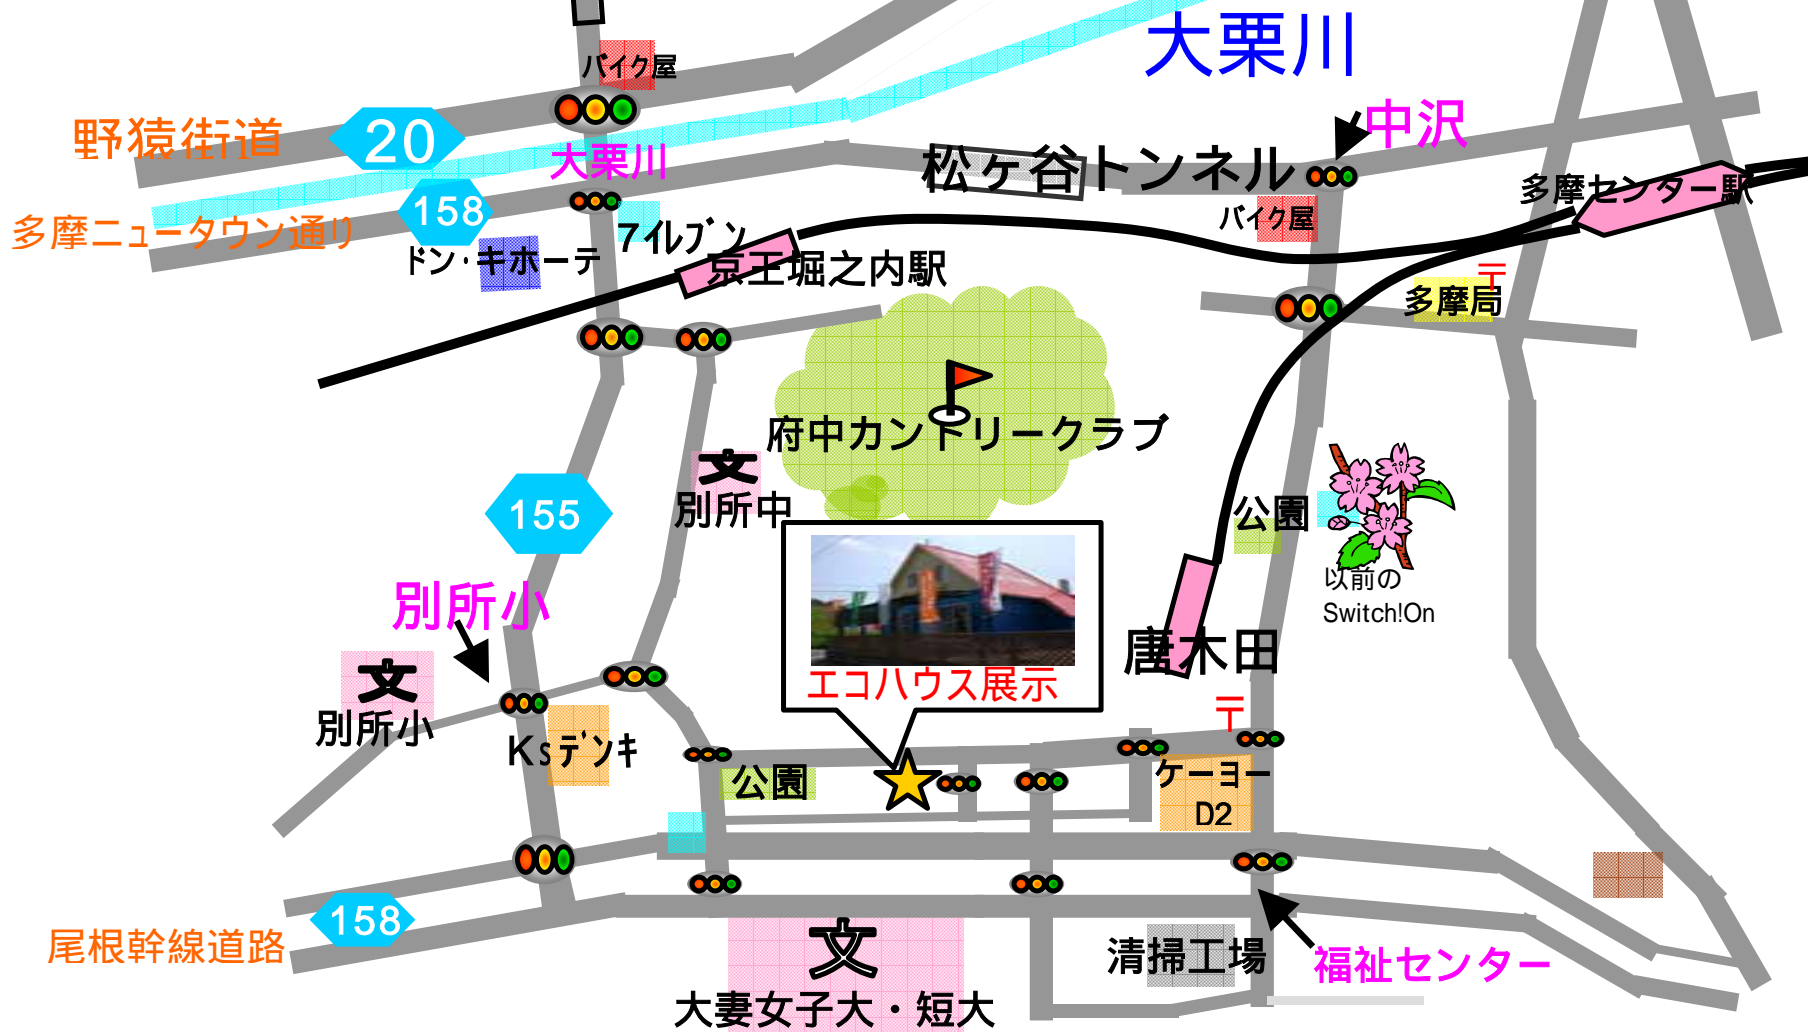 大栗川
バイク屋
中沢
野猿街道
20
大栗川
松ヶ谷トンネル
多摩センター駅
158
多摩ニュータウン通り
7イレブン
バイク屋
ドン・キホーテ
京王堀之内駅
〒
多摩局
府中カントリークラブ
文
別所中
155
公園
以前の
Switch!On
別所小
エコハウス展示
唐木田
文
別所小
〒
Ksデンキ
公園
ケーヨー
D2
158
尾根幹線道路
文
清掃工場
福祉センター
大妻女子大・短大